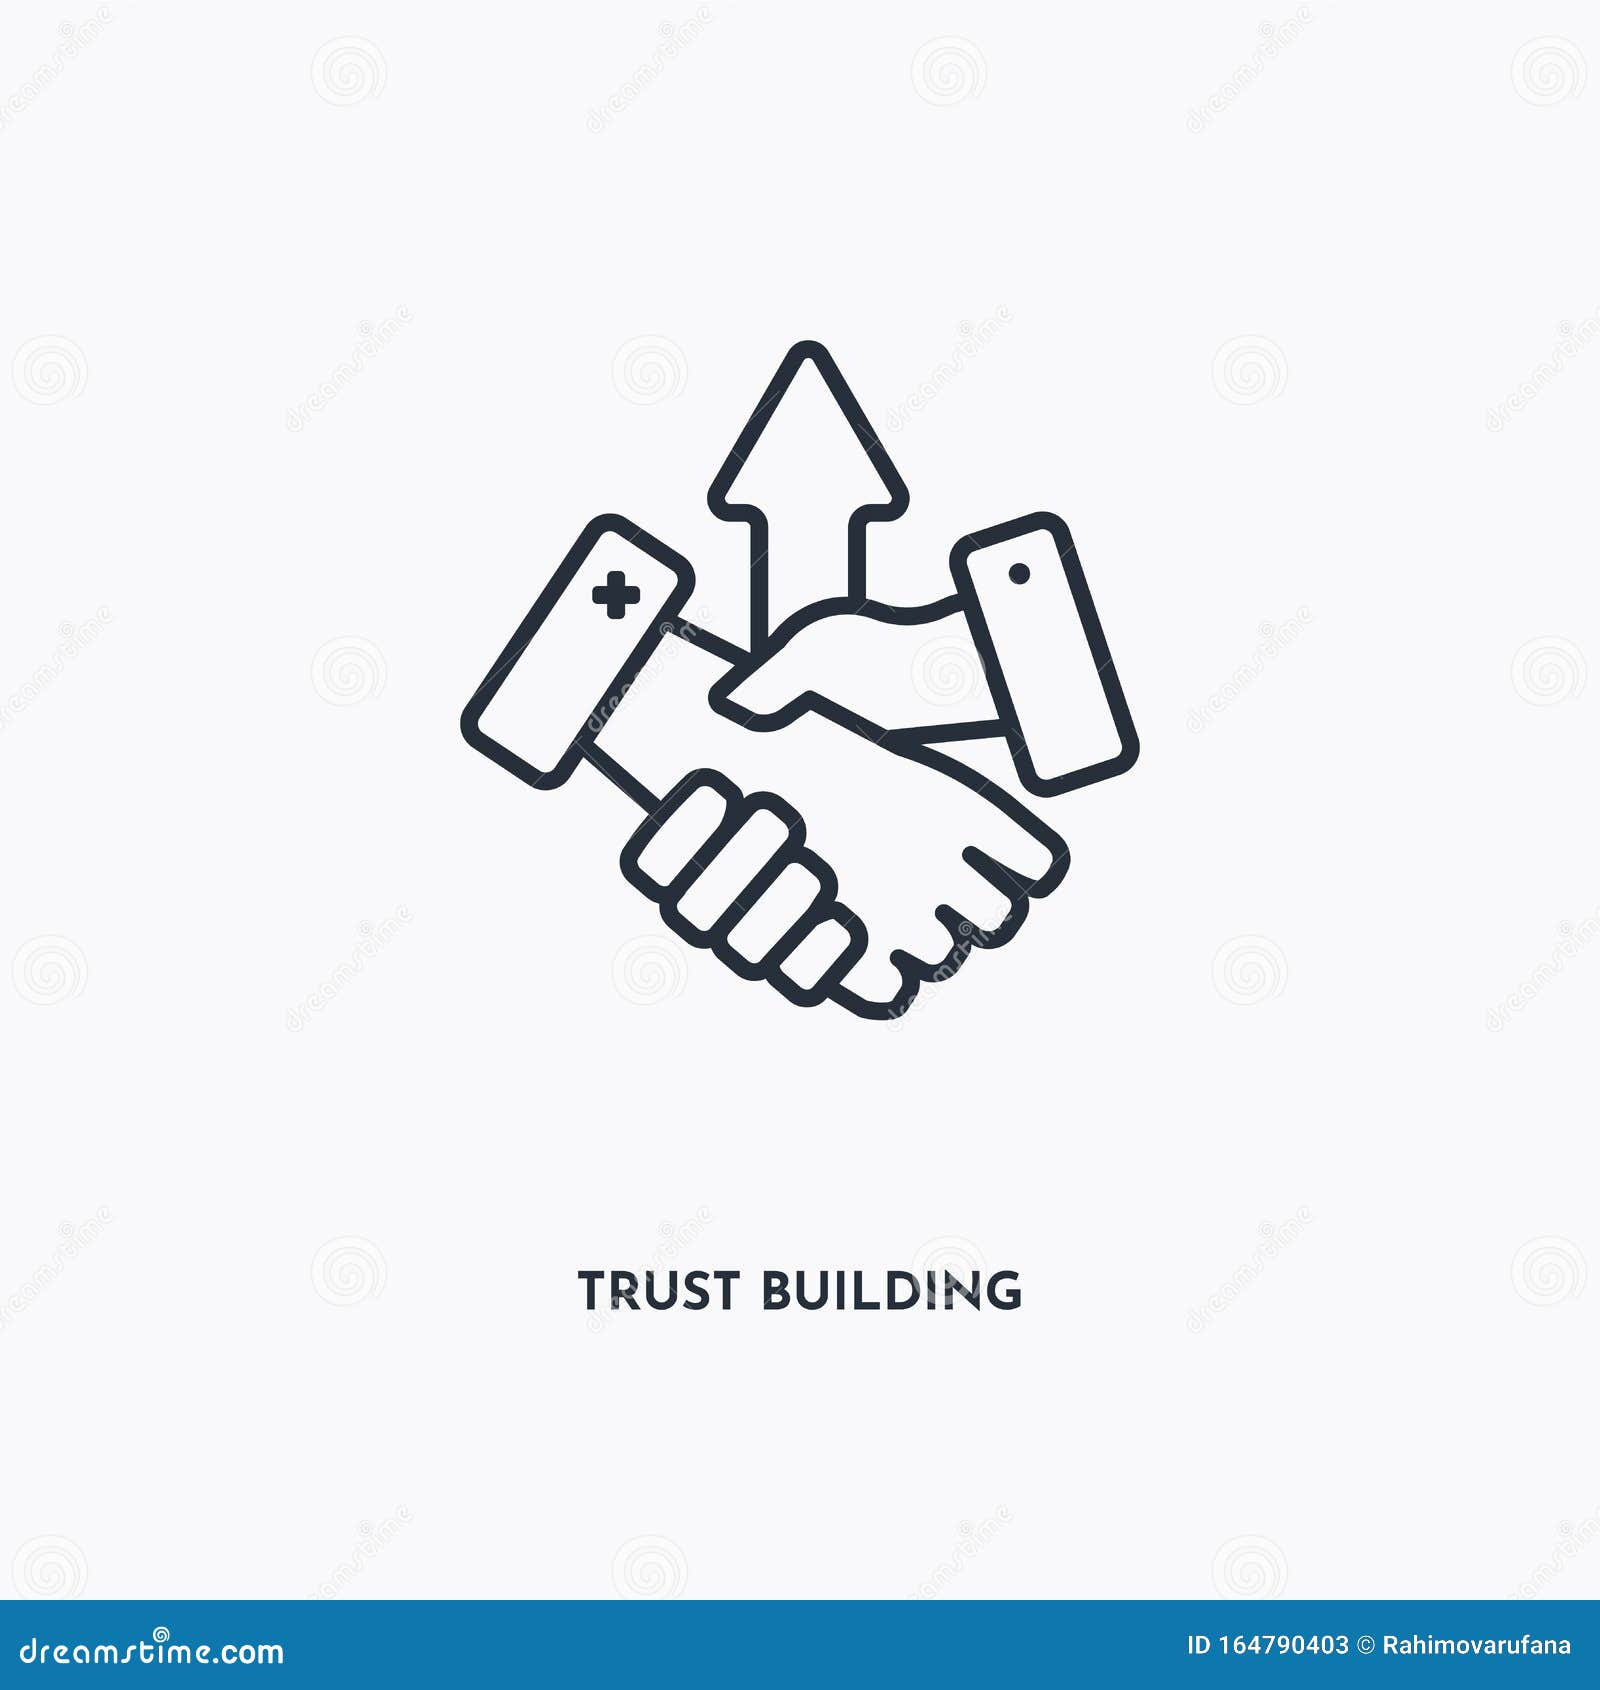 TRUST BUILDING
dreamstime.com
ID 164790403 © Rahimovarufana